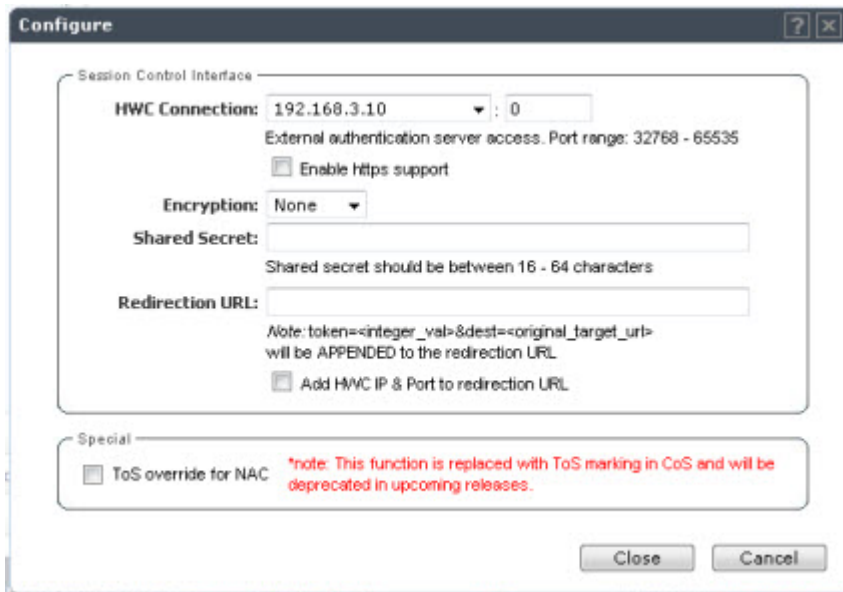 Configure
Session Control Interface
HWC Connection: 192.168.3.10 : 0
External authentication server access. Port range: 32768 - 65535
Enable https support
Encryption: None
Shared Secret:
Shared secret should be between 16 - 64 characters
Redirection URL:
Note: token=<integer_val>&dest=<original_target_url>
will be APPENDED to the redirection URL
Add HWC IP & Port to redirection URL
Special
ToS override for NAC
*note: This function is replaced with ToS marking in CoS and will be
deprecated in upcoming releases.
Close Cancel